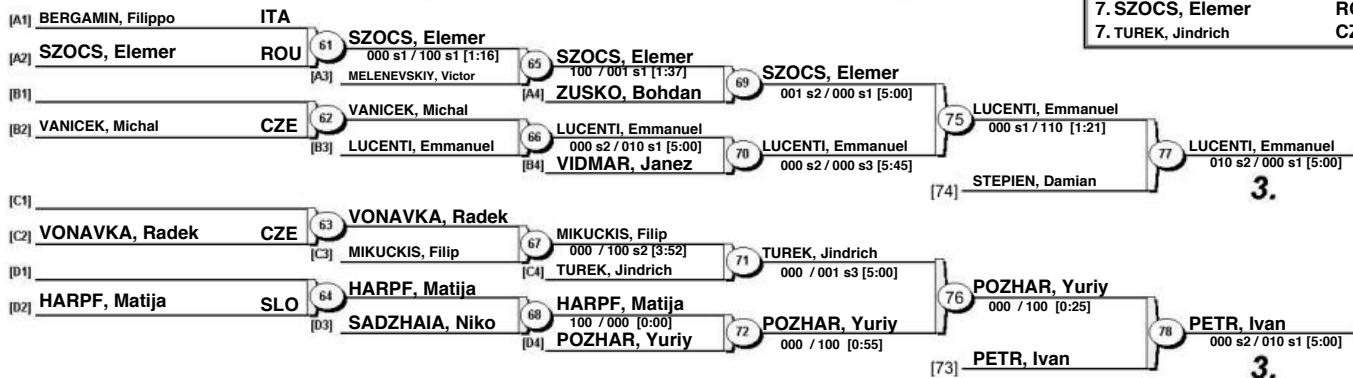 7. SZOCS, Elemer
7. TUREK, Jindrich
[A1] BERGAMIN, Filippo ITA
[A2] SZOCS, Elemer ROU
61
SZOCS, Elemer
000 s1 / 100 s1 [1:16]
[A3] MELENEVSKIY, Victor
65
SZOCS, Elemer
100 / 001 s1 [1:37]
[A4] ZUSKO, Bohdan
69
SZOCS, Elemer
001 s2 / 000 s1 [5:00]
[B1]
[B2] VANICEK, Michal CZE
62
VANICEK, Michal
[B3] LUCENTI, Emmanuel
66
LUCENTI, Emmanuel
000 s2 / 010 s1 [5:00]
[B4] VIDMAR, Janez
70
LUCENTI, Emmanuel
000 s2 / 000 s3 [5:45]
75
LUCENTI, Emmanuel
000 s1 / 110 [1:21]
[74] STEPIEN, Damian
77
LUCENTI, Emmanuel
010 s2 / 000 s1 [5:00]
3.
[C1]
[C2] VONAVKA, Radek CZE
63
VONAVKA, Radek
[C3] MIKUCKIS, Filip
67
MIKUCKIS, Filip
000 / 100 s2 [3:52]
[C4] TUREK, Jindrich
71
TUREK, Jindrich
000 / 001 s3 [5:00]
[D1]
[D2] HARPF, Matija SLO
64
HARPF, Matija
[D3] SADZHAIA, Niko
68
HARPF, Matija
100 / 000 [0:00]
[D4] POZHAR, Yuriy
72
POZHAR, Yuriy
000 / 100 [0:55]
76
POZHAR, Yuriy
000 / 100 [0:25]
[73] PETR, Ivan
78
PETR, Ivan
000 s2 / 010 s1 [5:00]
3.